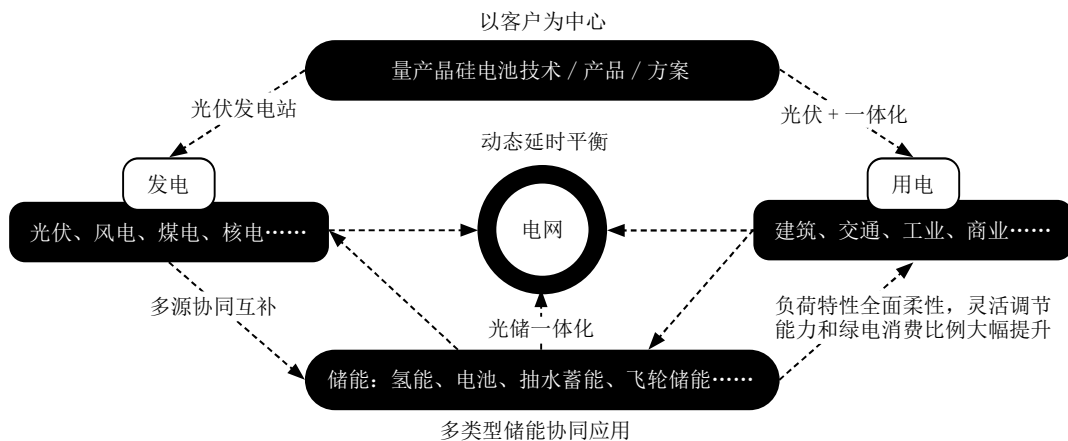 以客户为中心
量产晶硅电池技术 / 产品 / 方案
光伏发电站
光伏 + 一体化
动态延时平衡
发电
用电
光伏、风电、煤电、核电……
电网
建筑、交通、工业、商业……
多源协同互补
光储一体化
负荷特性全面柔性，灵活调节
能力和绿电消费比例大幅提升
储能：氢能、电池、抽水蓄能、飞轮储能……
多类型储能协同应用